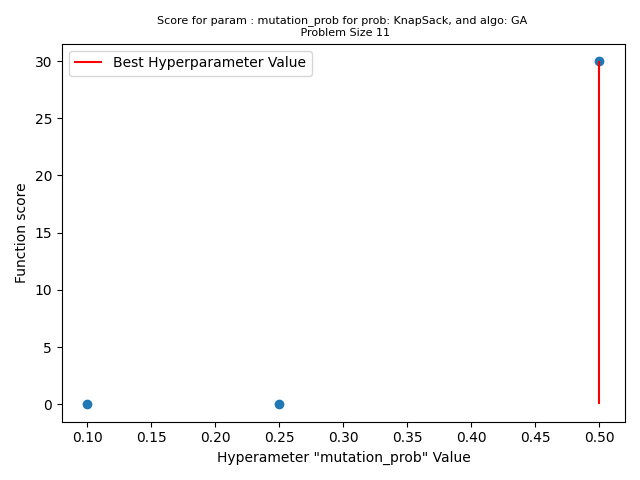 Score for param : mutation_prob for prob: KnapSack, and algo: GA
Problem Size 11
Best Hyperparameter Value
Function score
30
25
20
15
10
5
0
0.10 0.15 0.20 0.25 0.30 0.35 0.40 0.45 0.50
Hyperameter "mutation_prob" Value